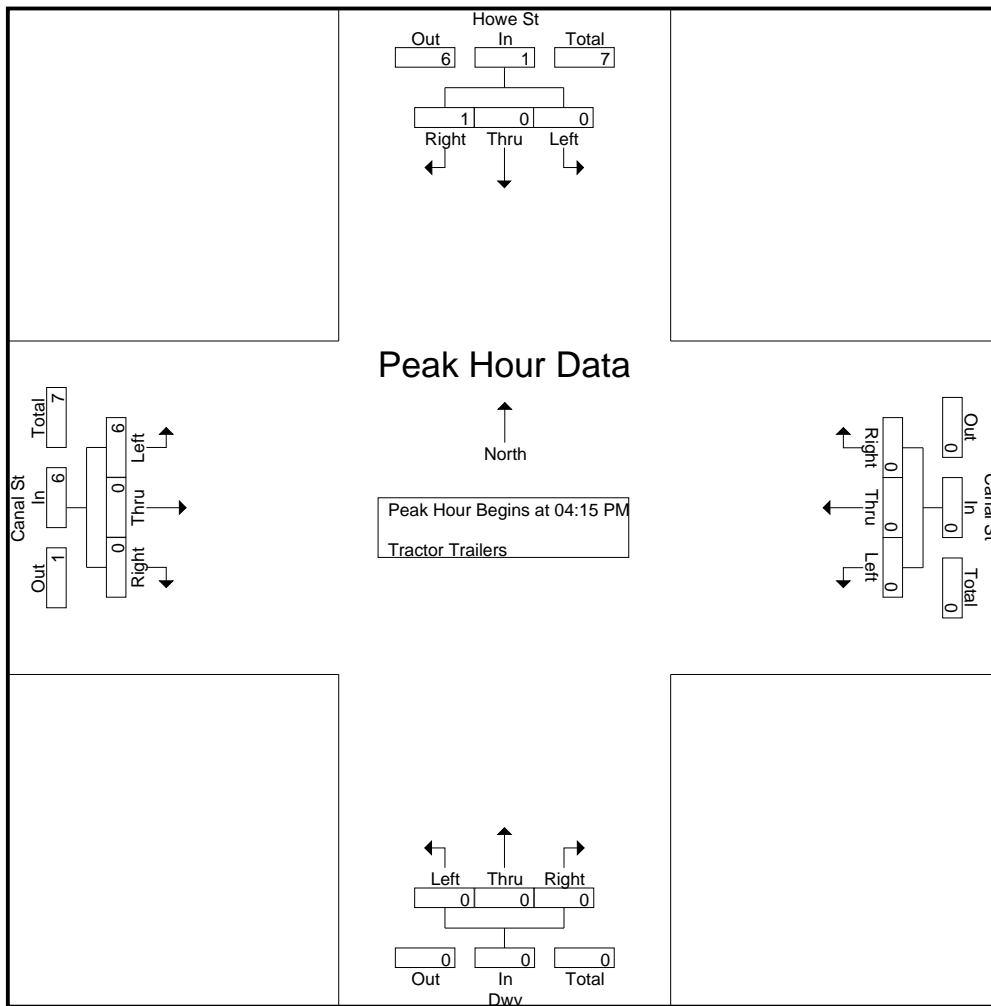 Howe St
Out In Total
6 1 7
1 0 0
Right Thru Left
Peak Hour Data
North
Peak Hour Begins at 04:15 PM
Tractor Trailers
Canal St
Total In Out
7 6 1
6 0 0
Left Thru Right
Canal St
Out In Total
0 0 0
0 0 0
Right Thru Left
Left Thru Right
0 0 0
0 0 0
Out In Total
Dwy